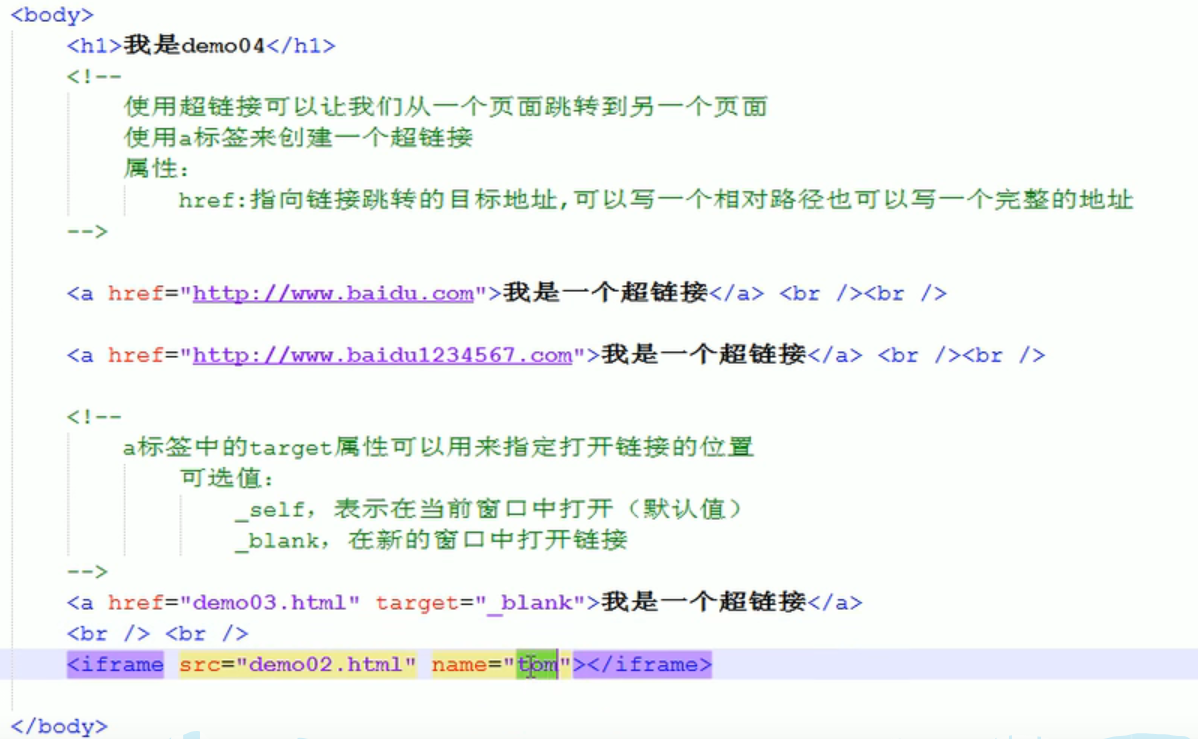 <body>
<h1>我是demo04</h1>
<!--
使用超链接可以让我们从一个页面跳转到另一个页面
使用a标签来创建一个超链接
属性:
href:指向链接跳转的目标地址,可以写一个相对路径也可以写一个完整的地址
-->
<a href="http://www.baidu.com">我是一个超链接</a> <br /><br />
<a href="http://www.baidu1234567.com">我是一个超链接</a> <br /><br />
<!--
a标签中的target属性可以用来指定打开链接的位置
可选值:
_self, 表示在当前窗口中打开（默认值）
_blank, 在新的窗口中打开链接
-->
<a href="demo03.html" target="_blank">我是一个超链接</a>
<br /> <br />
<iframe src="demo02.html" name="tom"></iframe>
</body>